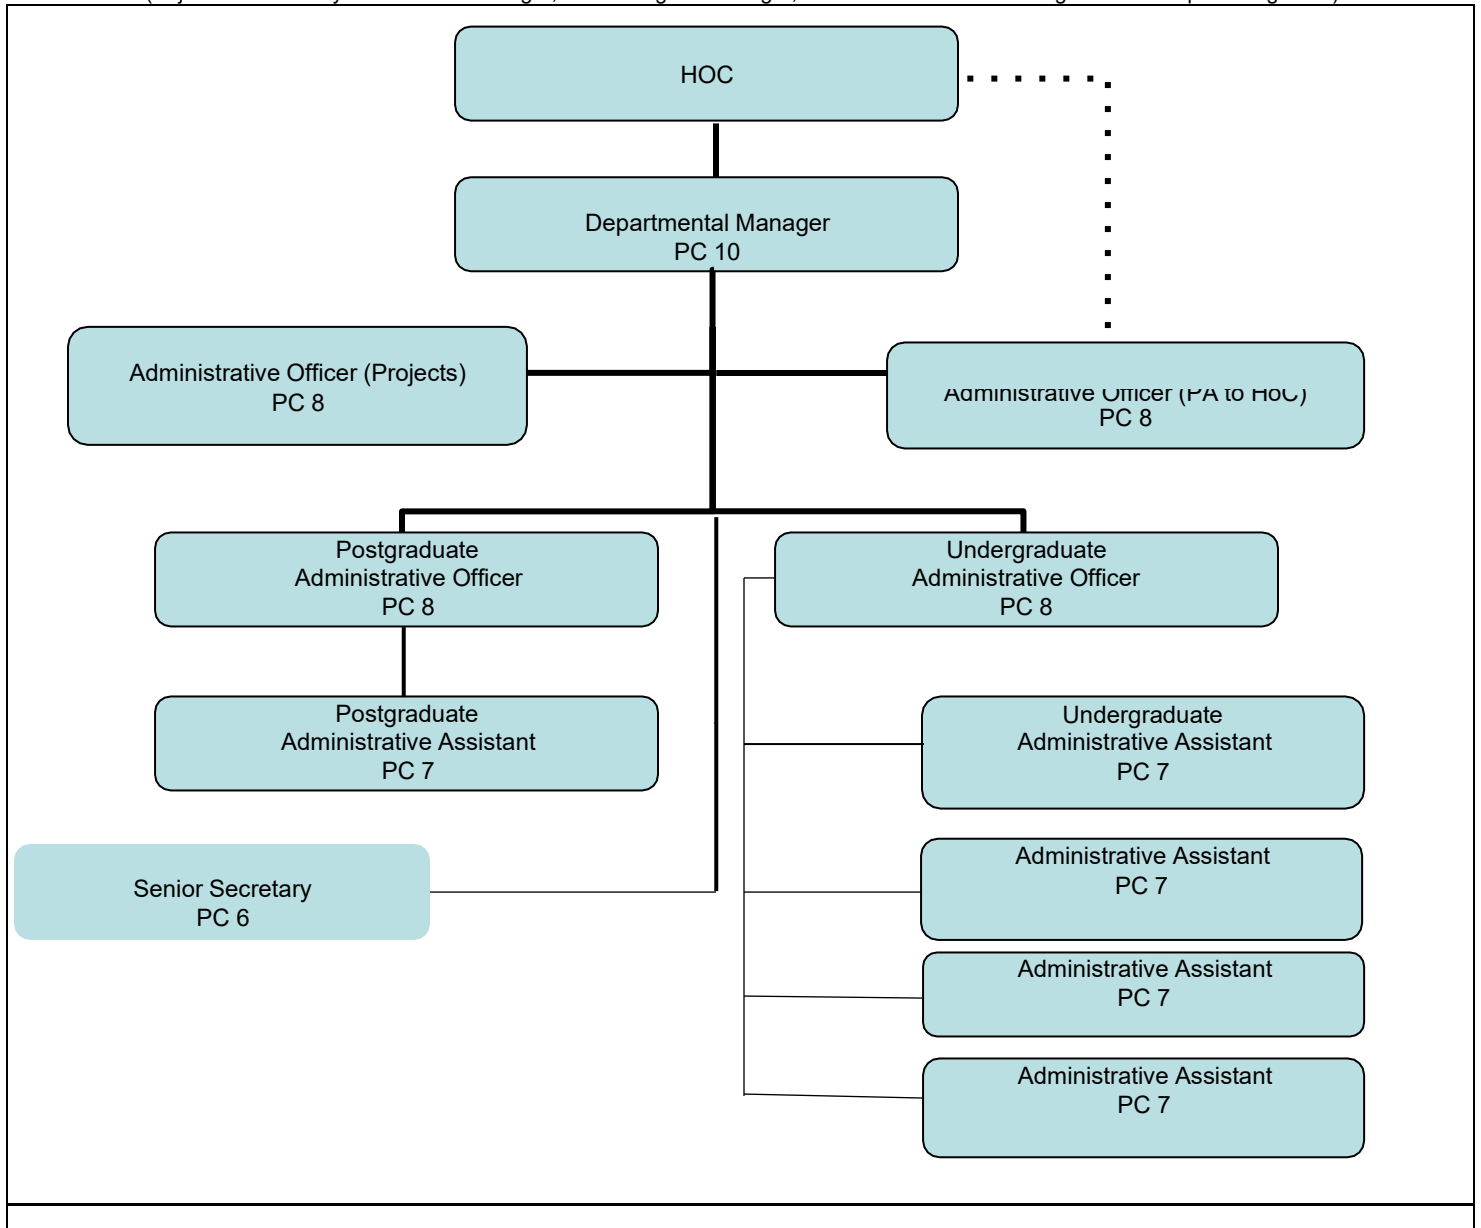 HOC
Departmental Manager
PC 10
Administrative Officer (Projects)
PC 8
Administrative Officer (PA to HoC)
PC 8
Postgraduate
Administrative Officer
PC 8
Undergraduate
Administrative Officer
PC 8
Postgraduate
Administrative Assistant
PC 7
Undergraduate
Administrative Assistant
PC 7
Administrative Assistant
PC 7
Senior Secretary
PC 6
Administrative Assistant
PC 7
Administrative Assistant
PC 7